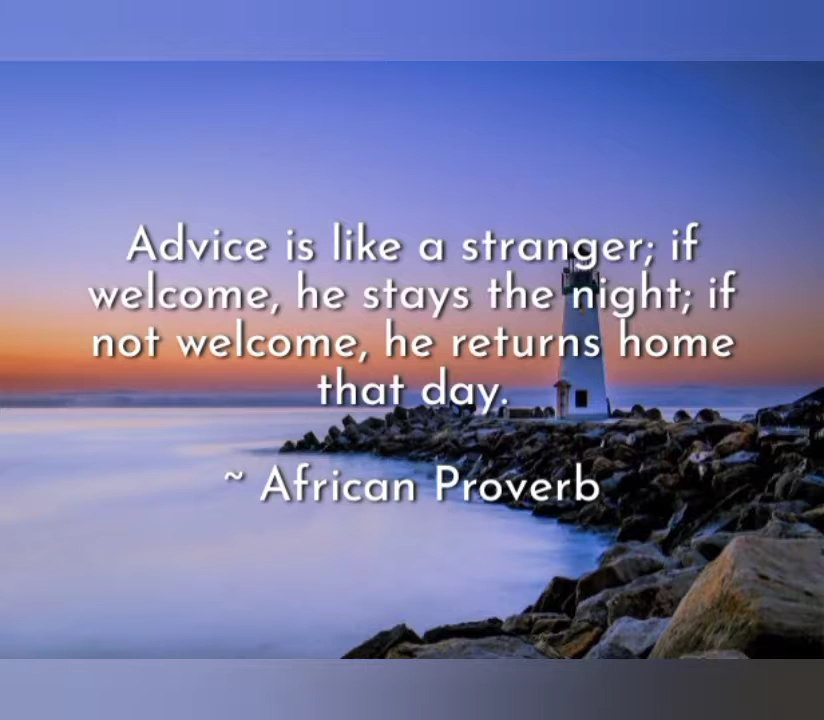 Advice is like a stranger; if
welcome, he stays the night; if
not welcome, he returns home
that day.
~ African Proverb